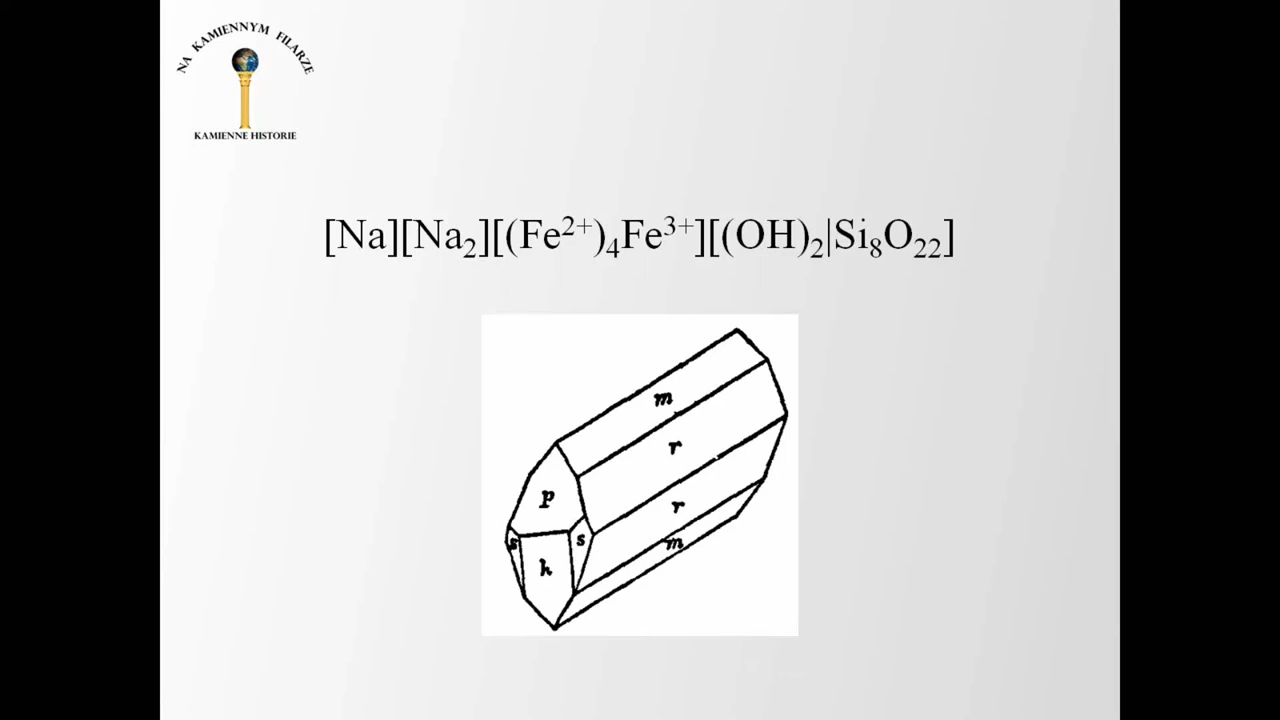 NA KAMIENNYM FILARZE
KAMIENNE HISTORIE
[Na][Na₂][(Fe²⁺)₄Fe³⁺][(OH)₂|Si₈O₂₂]
m
r
p
r
s
s
m
h